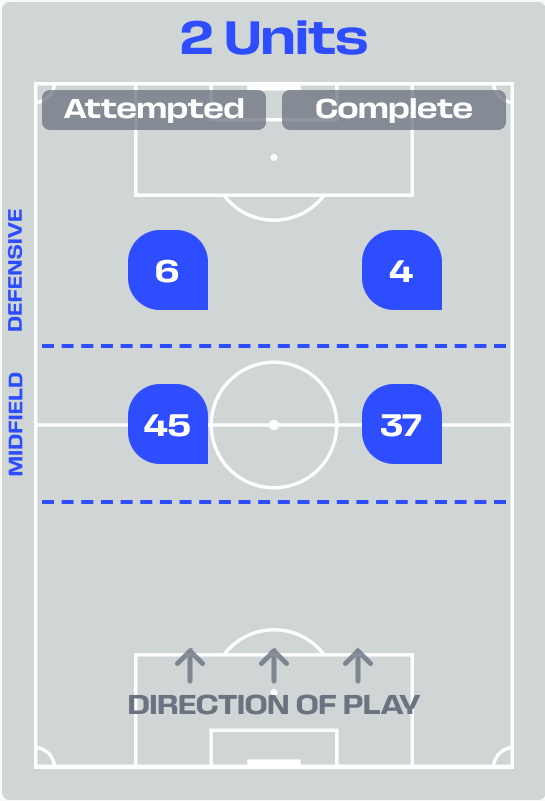 2 Units
Attempted Complete
DEFENSIVE
6 4
MIDFIELD
45 37
DIRECTION OF PLAY